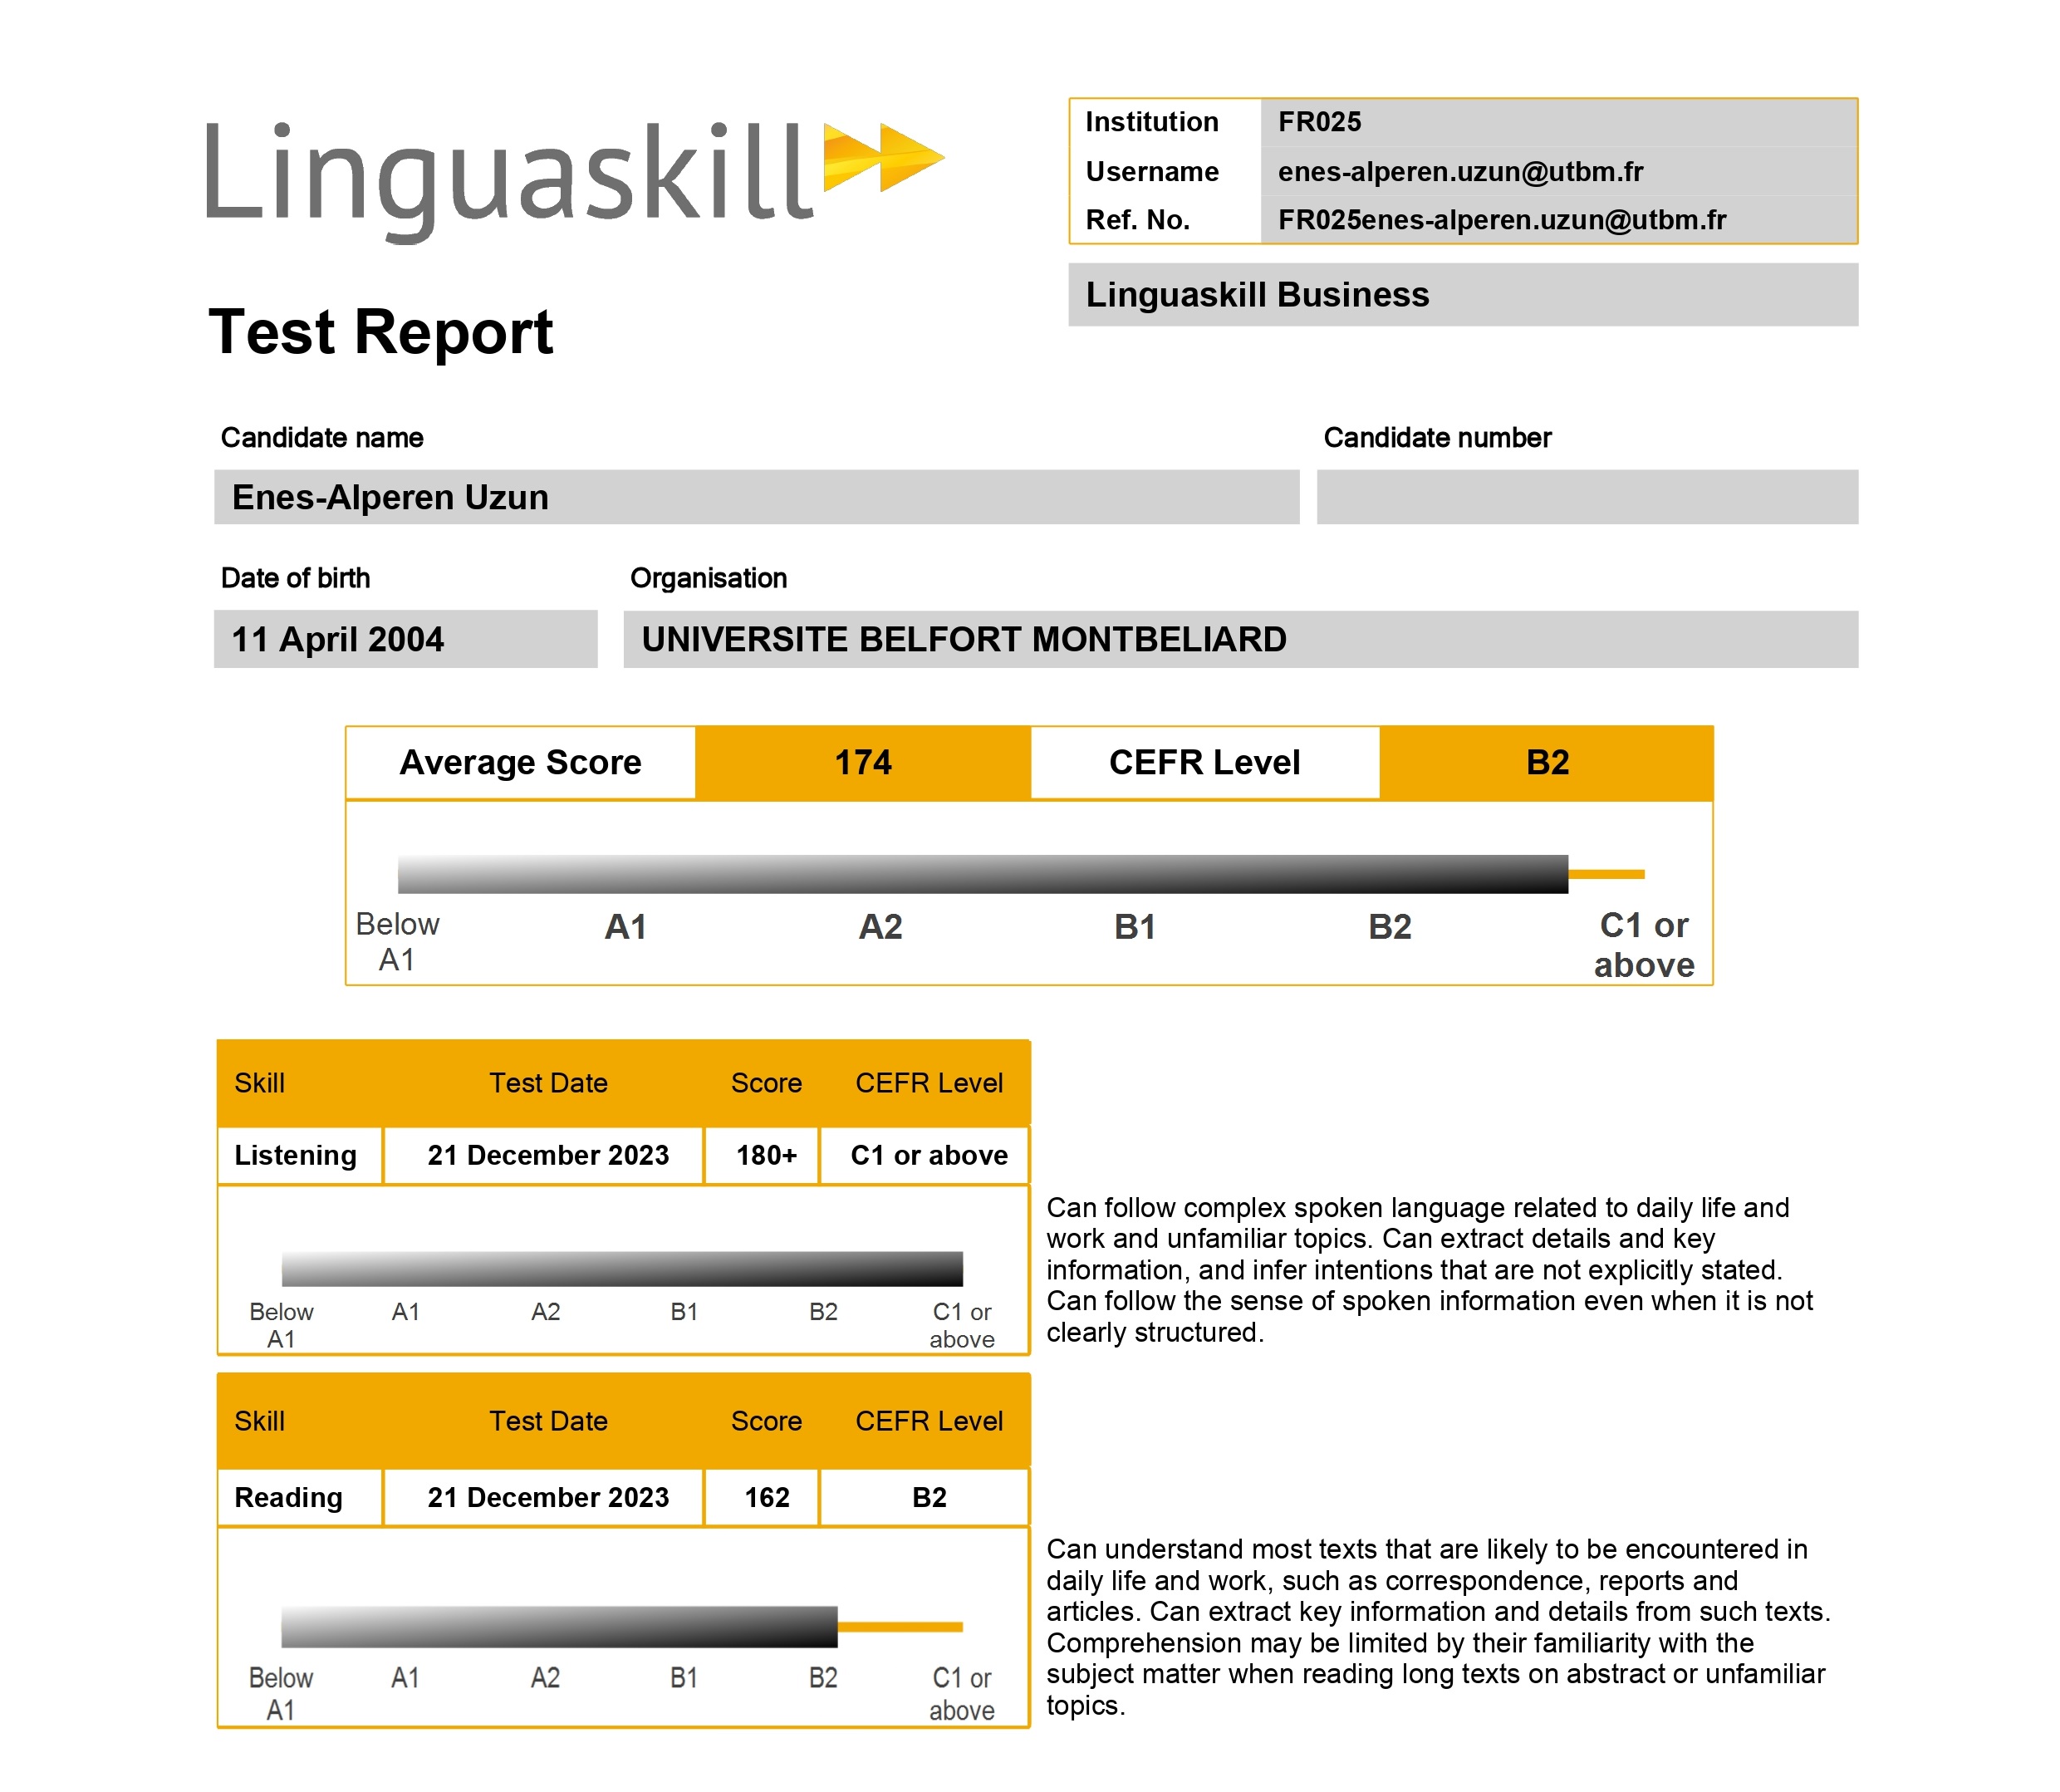 Linguaskill
Institution FR025
Username enes-alperen.uzun@utbm.fr
Ref. No. FR025enes-alperen.uzun@utbm.fr
Linguaskill Business
Test Report
Candidate name Candidate number
Enes-Alperen Uzun
Date of birth Organisation
11 April 2004 UNIVERSITE BELFORT MONTBELIARD
Average Score 174 CEFR Level B2
Below A1 A2 B1 B2 C1 or
A1 above
Skill Test Date Score CEFR Level
Listening 21 December 2023 180+ C1 or above
Below A1 A2 B1 B2 C1 or
A1 above
Can follow complex spoken language related to daily life and
work and unfamiliar topics. Can extract details and key
information, and infer intentions that are not explicitly stated.
Can follow the sense of spoken information even when it is not
clearly structured.
Skill Test Date Score CEFR Level
Reading 21 December 2023 162 B2
Below A1 A2 B1 B2 C1 or
A1 above
Can understand most texts that are likely to be encountered in
daily life and work, such as correspondence, reports and
articles. Can extract key information and details from such texts.
Comprehension may be limited by their familiarity with the
subject matter when reading long texts on abstract or unfamiliar
topics.